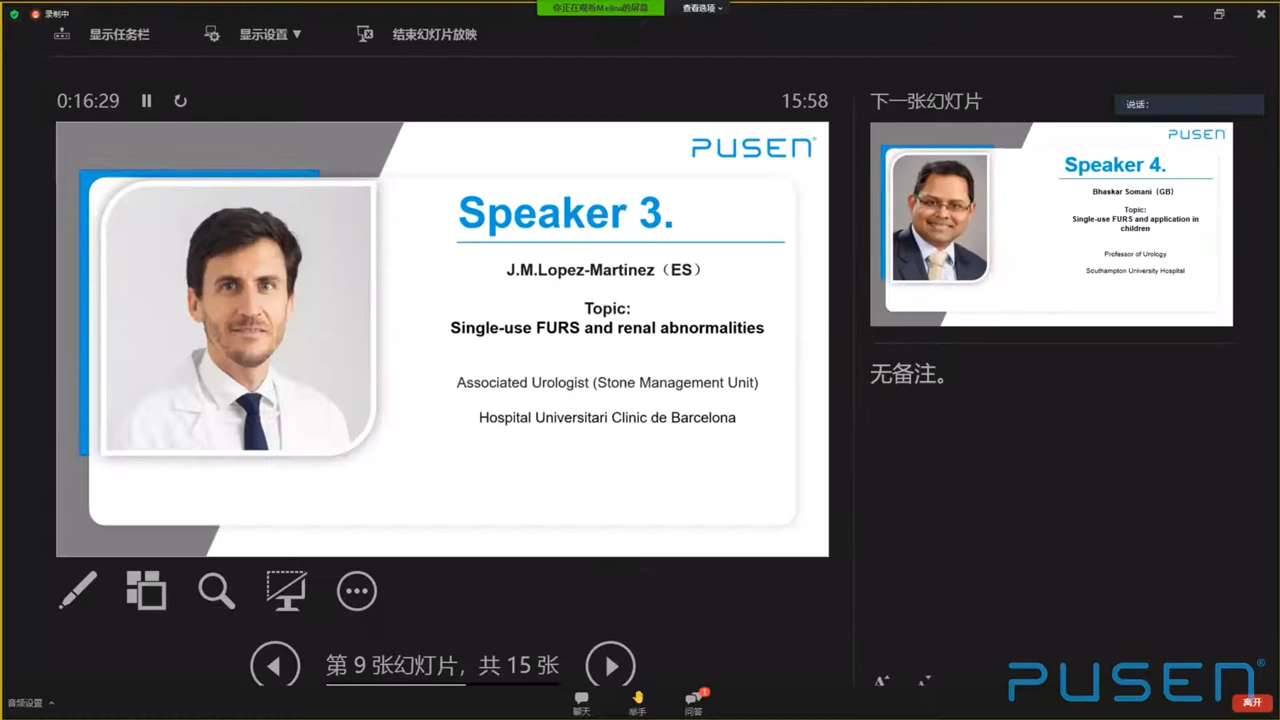 录制中
你正在观看Melina的屏幕
查看选项
显示任务栏
显示设置 ▼
结束幻灯片放映
0:16:29
15:58
下一张幻灯片
说话:
PUSEN®
Speaker 3.
J.M.Lopez-Martinez（ES）
Topic:
Single-use FURS and renal abnormalities
Associated Urologist (Stone Management Unit)
Hospital Universitari Clinic de Barcelona
PUSEN
Speaker 4.
Bhaskar Somani（GB）
Topic:
Single-use FURS and application in
children
Professor of Urology
Southampton University Hospital
无备注。
第 9 张幻灯片，共 15 张
PUSEN®
音频设置
聊天
举手
问答
1
离开